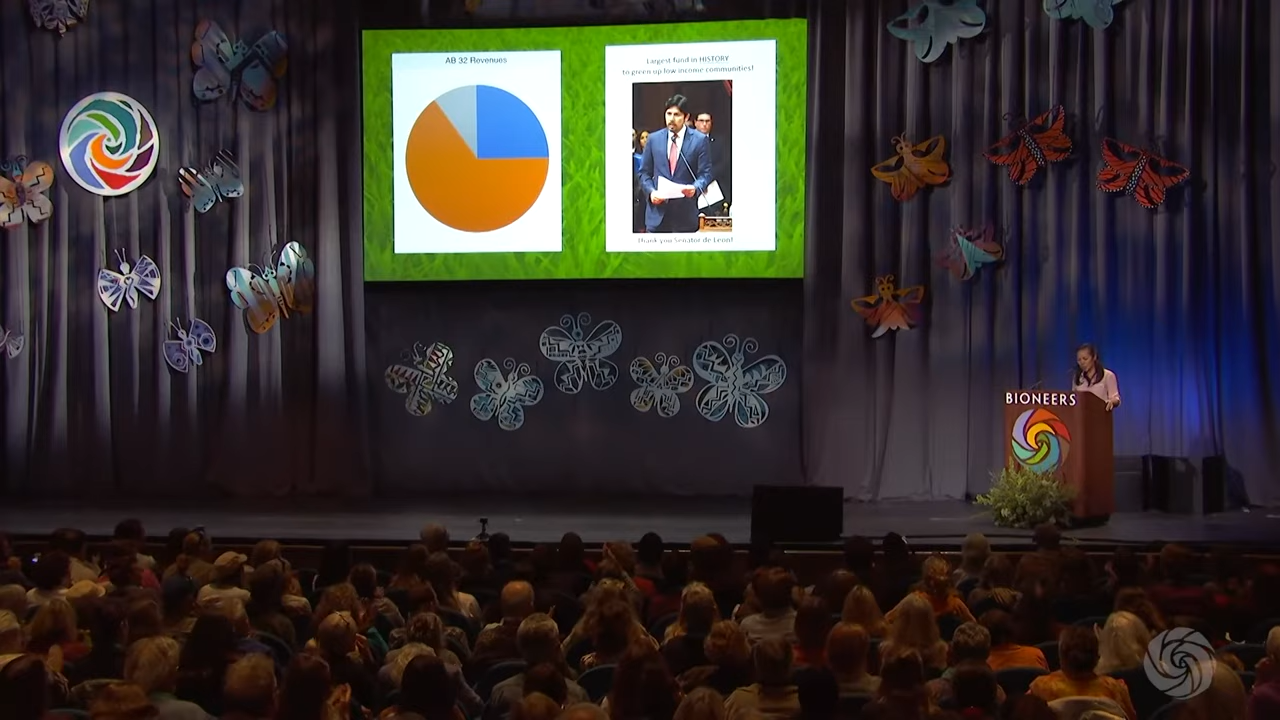 AB 32 Revenues
Largest fund in HISTORY
to green up low income communities!
Thank you Senator de Leon!
BIONEERS